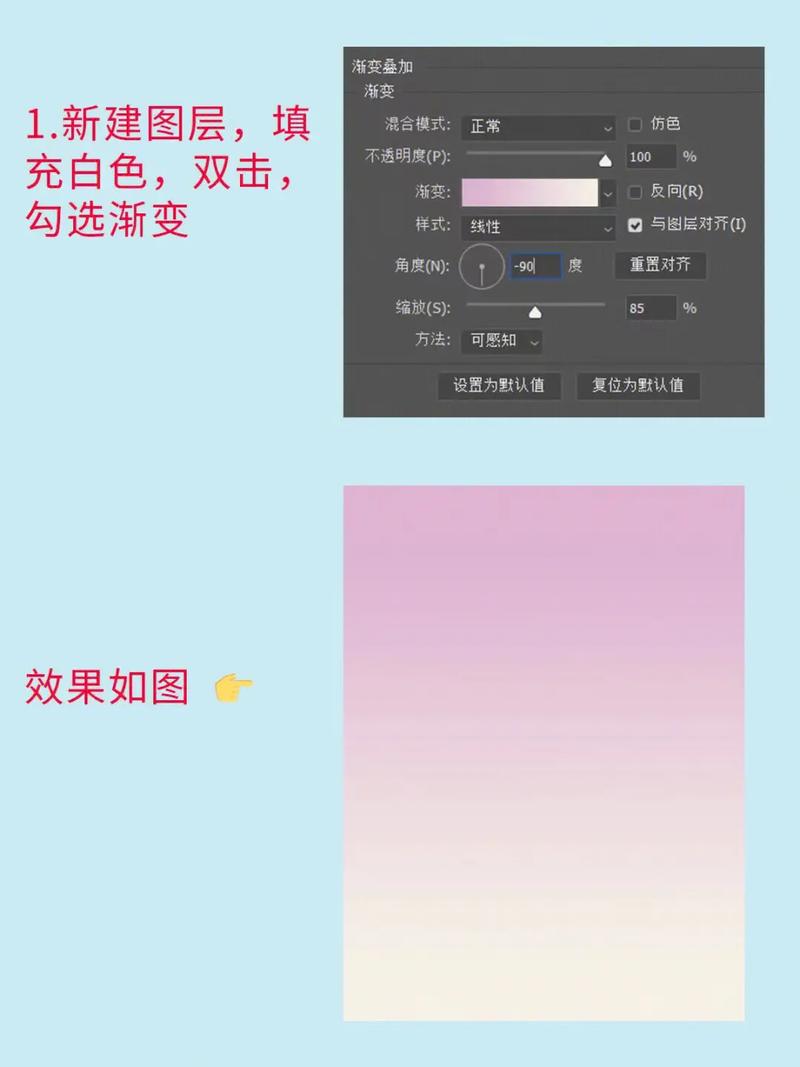 1.新建图层，填
充白色，双击，
勾选渐变
渐变叠加
渐变
混合模式: 正常 仿色
不透明度(P): 100 %
渐变: 反向(R)
样式: 线性 与图层对齐(I)
角度(N): -90 度 重置对齐
缩放(S): 85 %
方法: 可感知
设置为默认值 复位为默认值
效果如图 👉